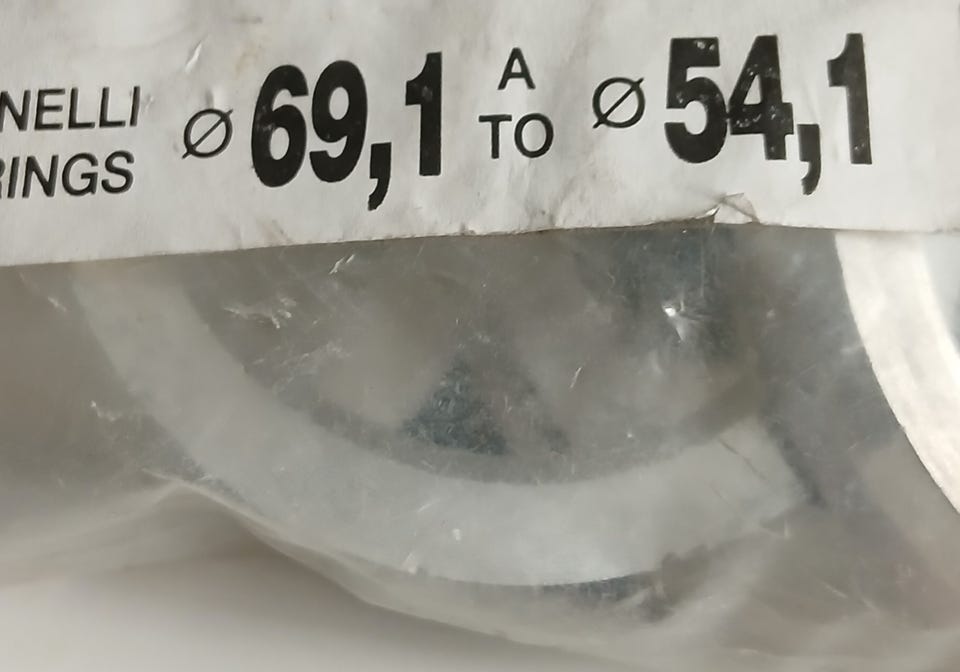 NELLI Ø 69,1 A Ø 54,1
RINGS TO